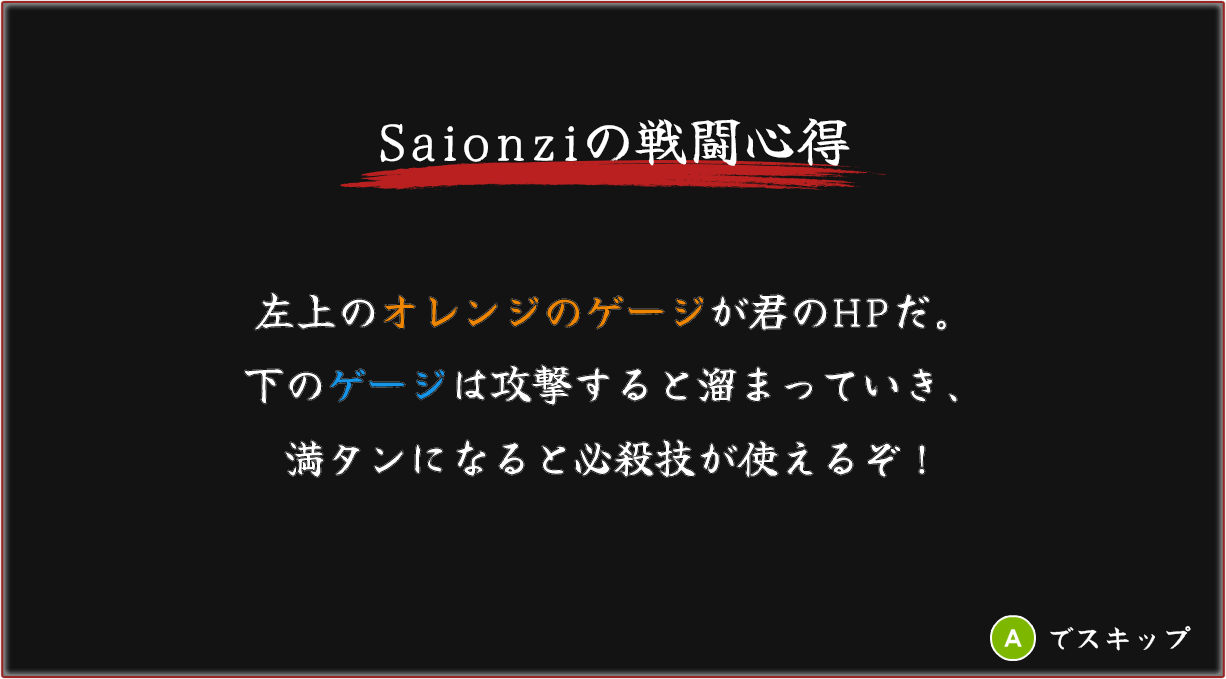 Saionziの戦闘心得
左上のオレンジのゲージが君のHPだ。
下のゲージは攻撃すると溜まっていき、
満タンになると必殺技が使えるぞ！
A でスキップ